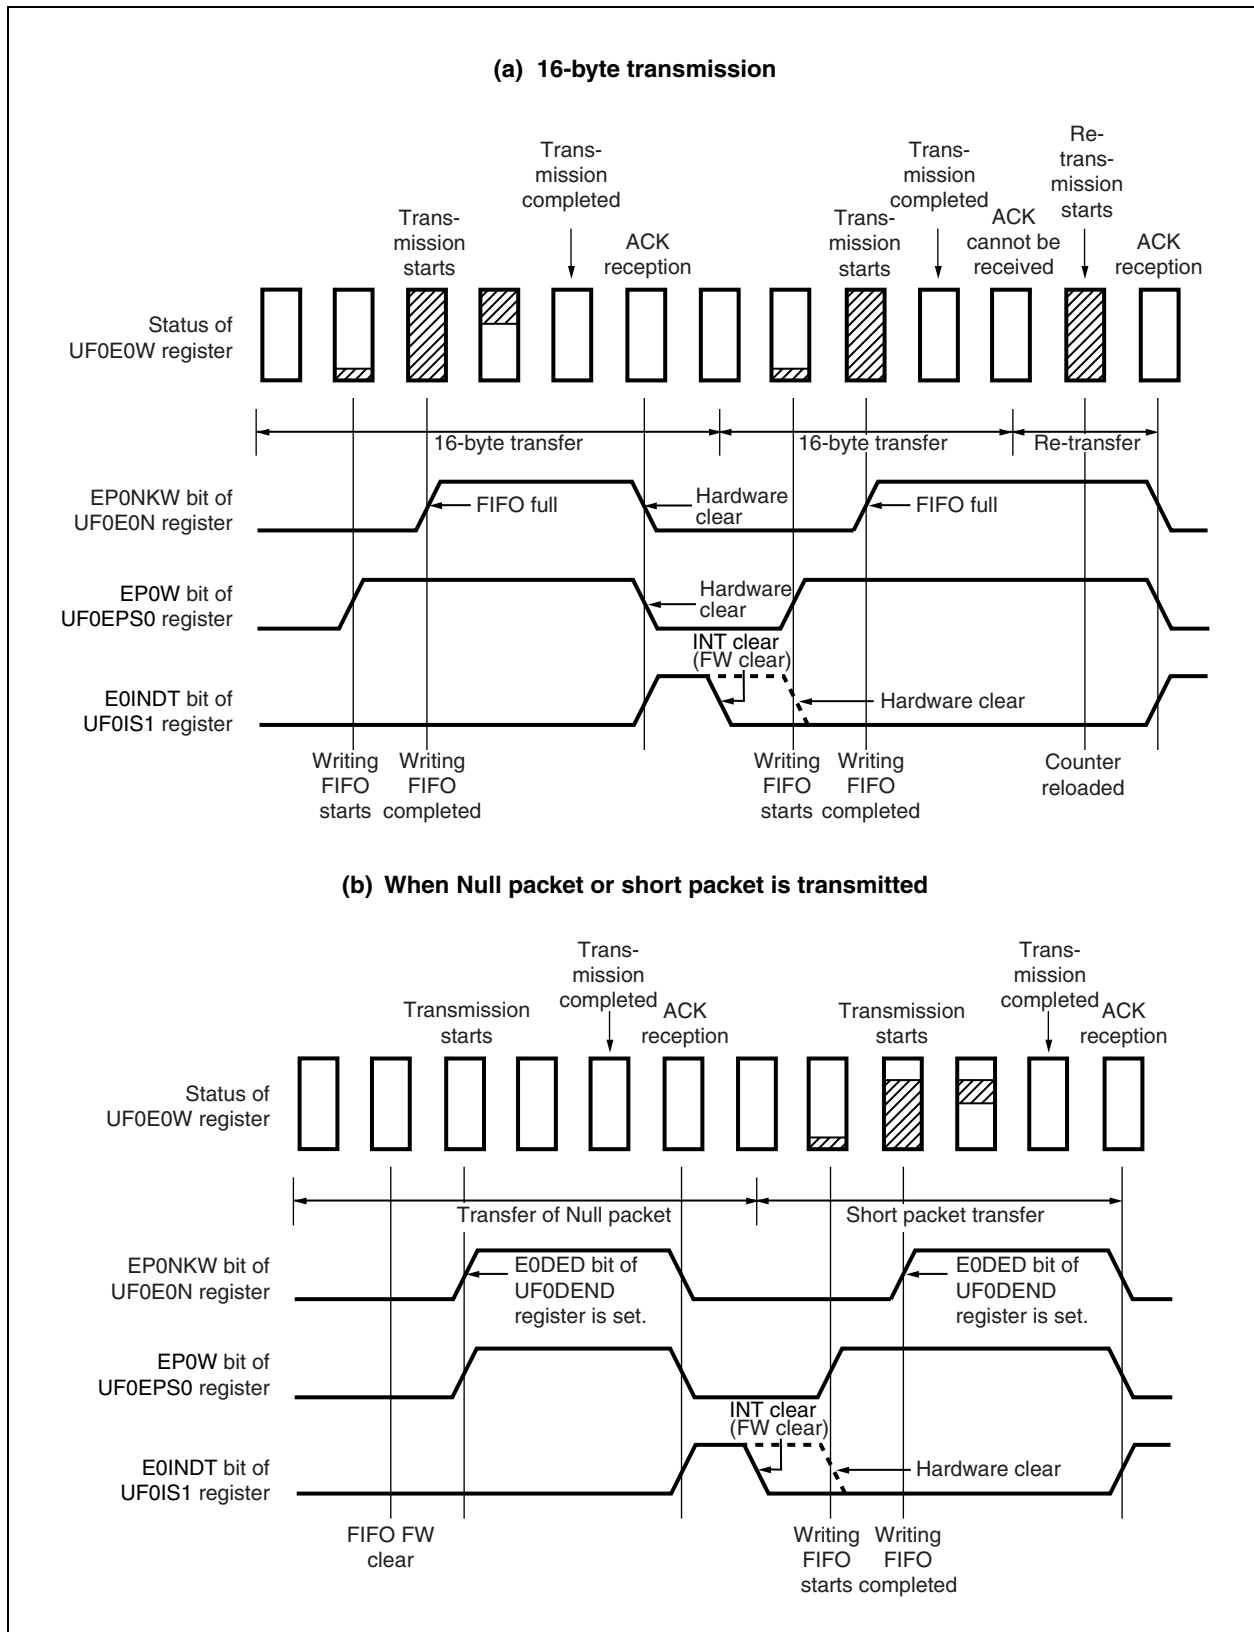 (a) 16-byte transmission
Trans-
mission
completed
Trans-
mission
completed
Re-
trans-
mission
starts
Trans-
mission
starts
ACK
reception
Trans-
mission
starts
ACK
cannot be
received
ACK
reception
Status of
UF0E0W register
16-byte transfer
16-byte transfer
Re-transfer
EP0NKW bit of
UF0E0N register
FIFO full
Hardware
clear
FIFO full
EP0W bit of
UF0EPS0 register
Hardware
clear
INT clear
(FW clear)
E0INDT bit of
UF0IS1 register
Hardware clear
Writing
FIFO
starts
Writing
FIFO
completed
Writing
FIFO
starts
Writing
FIFO
completed
Counter
reloaded
(b) When Null packet or short packet is transmitted
Trans-
mission
completed
Trans-
mission
completed
Transmission
starts
ACK
reception
Transmission
starts
ACK
reception
Status of
UF0E0W register
Transfer of Null packet
Short packet transfer
EP0NKW bit of
UF0E0N register
E0DED bit of
UF0DEND
register is set.
E0DED bit of
UF0DEND
register is set.
EP0W bit of
UF0EPS0 register
INT clear
(FW clear)
E0INDT bit of
UF0IS1 register
Hardware clear
FIFO FW
clear
Writing
FIFO
starts
Writing
FIFO
completed